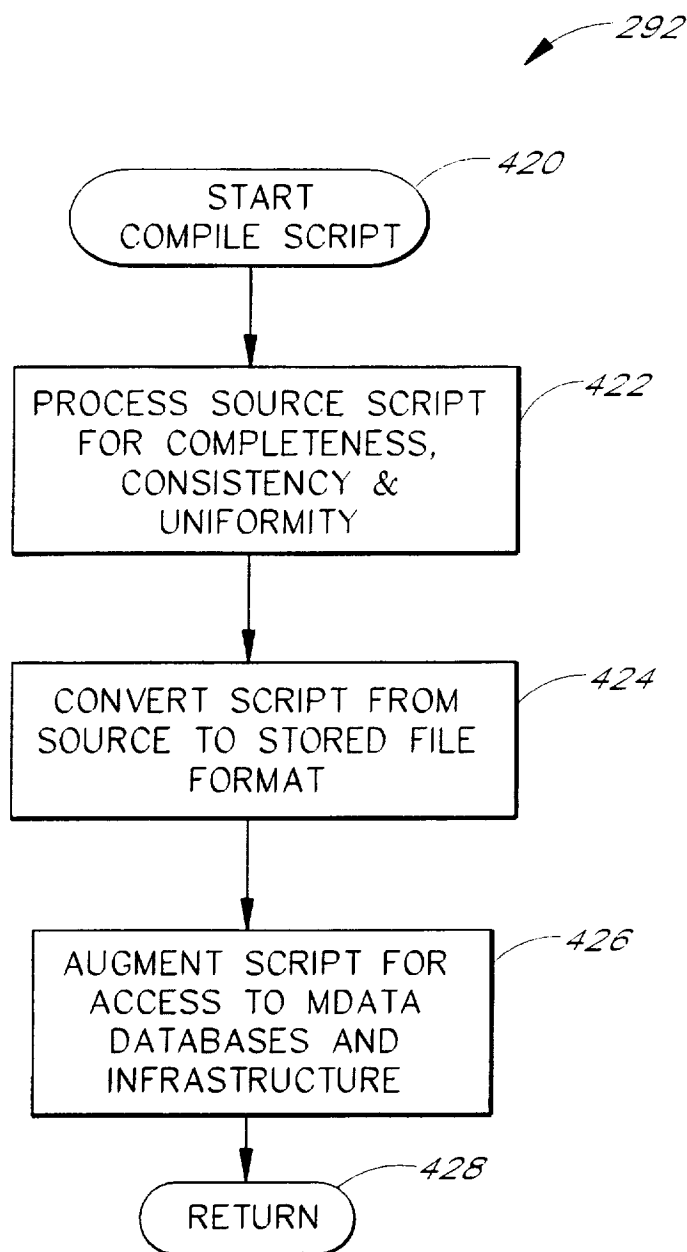 292
420
START
COMPILE SCRIPT
422
PROCESS SOURCE SCRIPT
FOR COMPLETENESS,
CONSISTENCY &
UNIFORMITY
424
CONVERT SCRIPT FROM
SOURCE TO STORED FILE
FORMAT
426
AUGMENT SCRIPT FOR
ACCESS TO MDATA
DATABASES AND
INFRASTRUCTURE
428
RETURN